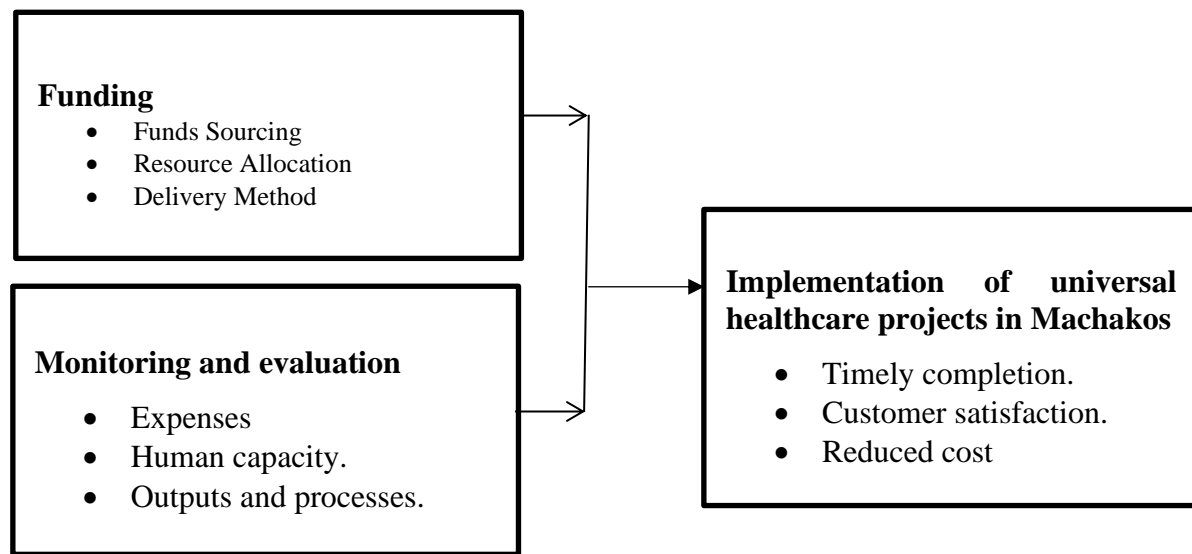 Funding
• Funds Sourcing
• Resource Allocation
• Delivery Method
Monitoring and evaluation
• Expenses
• Human capacity.
• Outputs and processes.
Implementation of universal
healthcare projects in Machakos
• Timely completion.
• Customer satisfaction.
• Reduced cost